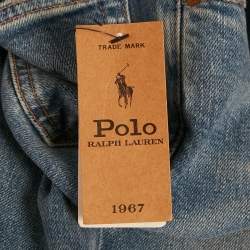 TRADE MARK
Polo
RALPH LAUREN
1967